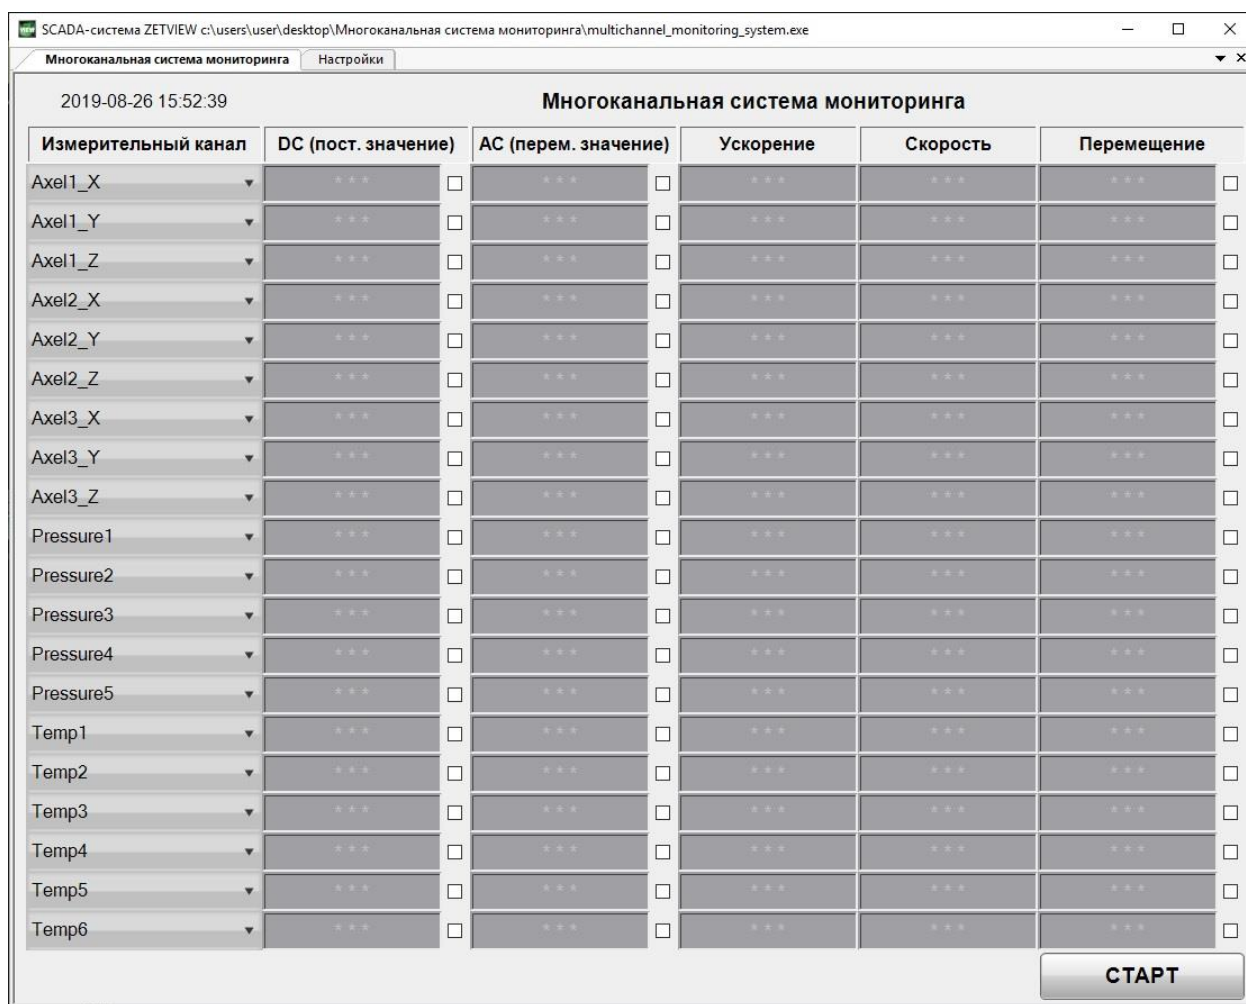 SCADA-система ZETVIEW c:\users\user\desktop\Многоканальная система мониторинга\multichannel_monitoring_system.exe
Многоканальная система мониторинга Настройки
2019-08-26 15:52:39 Многоканальная система мониторинга
Измерительный канал DC (пост. значение) AC (перем. значение) Ускорение Скорость Перемещение
Axel1_X * * * * * * * * * * * * * * *
Axel1_Y * * * * * * * * * * * * * * *
Axel1_Z * * * * * * * * * * * * * * *
Axel2_X * * * * * * * * * * * * * * *
Axel2_Y * * * * * * * * * * * * * * *
Axel2_Z * * * * * * * * * * * * * * *
Axel3_X * * * * * * * * * * * * * * *
Axel3_Y * * * * * * * * * * * * * * *
Axel3_Z * * * * * * * * * * * * * * *
Pressure1 * * * * * * * * * * * * * * *
Pressure2 * * * * * * * * * * * * * * *
Pressure3 * * * * * * * * * * * * * * *
Pressure4 * * * * * * * * * * * * * * *
Pressure5 * * * * * * * * * * * * * * *
Temp1 * * * * * * * * * * * * * * *
Temp2 * * * * * * * * * * * * * * *
Temp3 * * * * * * * * * * * * * * *
Temp4 * * * * * * * * * * * * * * *
Temp5 * * * * * * * * * * * * * * *
Temp6 * * * * * * * * * * * * * * *
СТАРТ